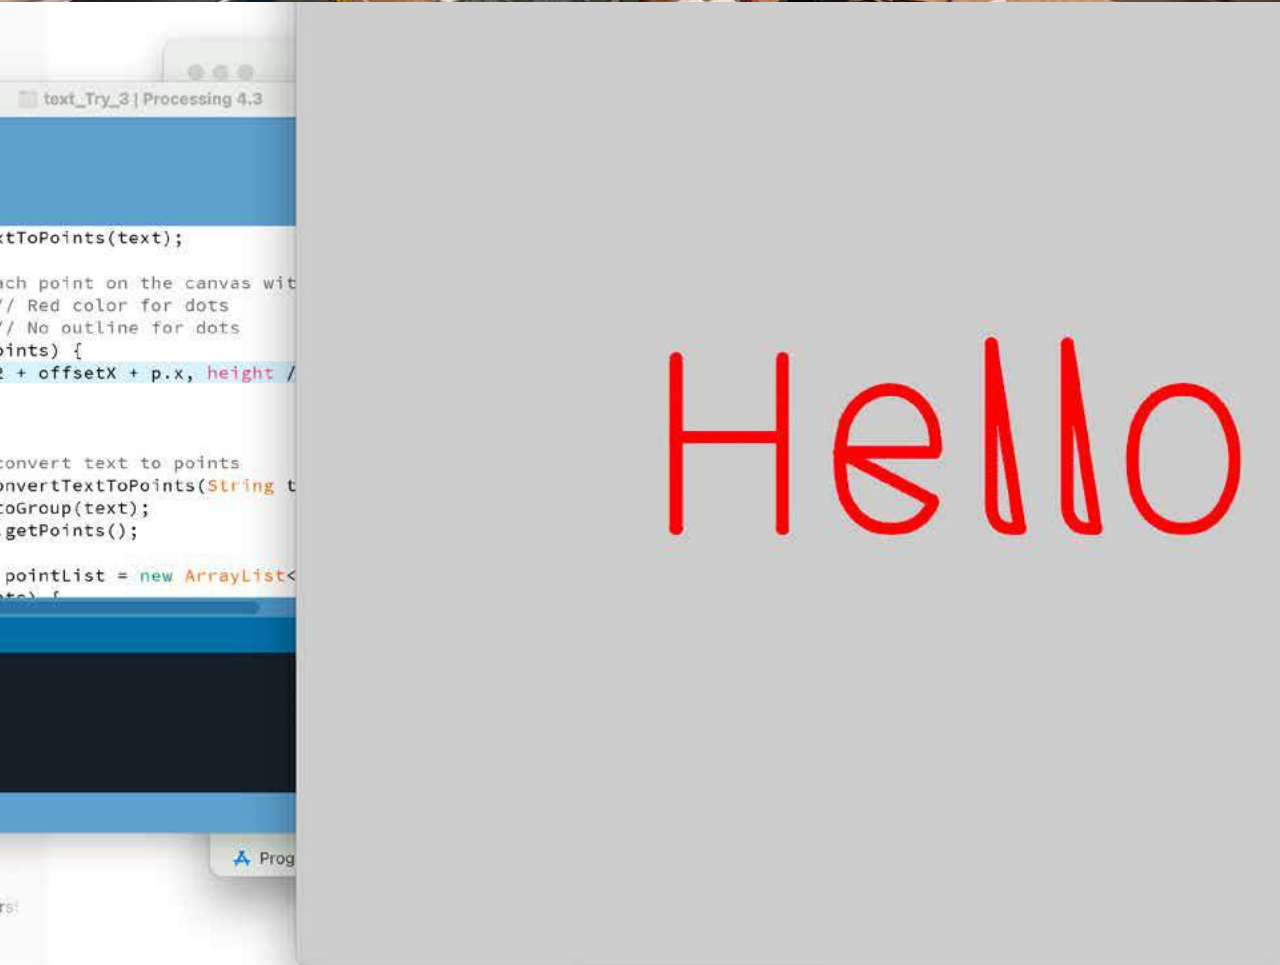 text_Try_3 | Processing 4.3
xtToPoints(text);
ach point on the canvas wit
// Red color for dots
// No outline for dots
oints) {
2 + offsetX + p.x, height /
convert text to points
onvertTextToPoints(String t
toGroup(text);
.getPoints();
pointList = new ArrayList<
Prog
Hello